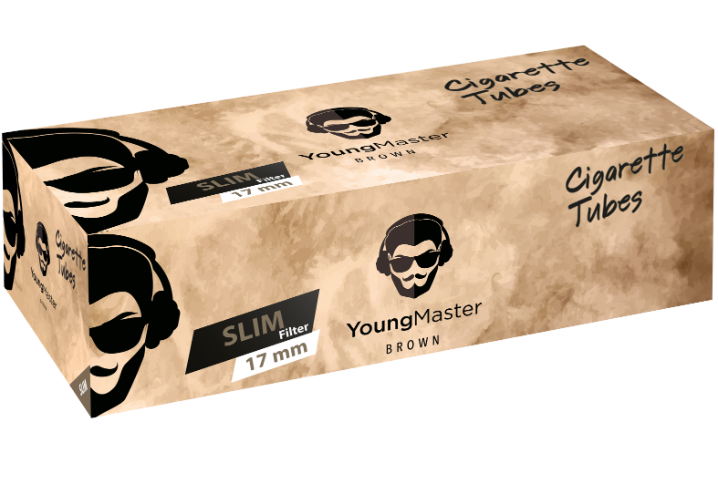 Cigarette
Tubes
YoungMaster
BROWN
SLIM
Filter
17 mm
Cigarette
Tubes
YoungMaster
BROWN
SLIM
Filter
17 mm
Cigarette
Tubes
YoungMaster
BROWN
SLIM